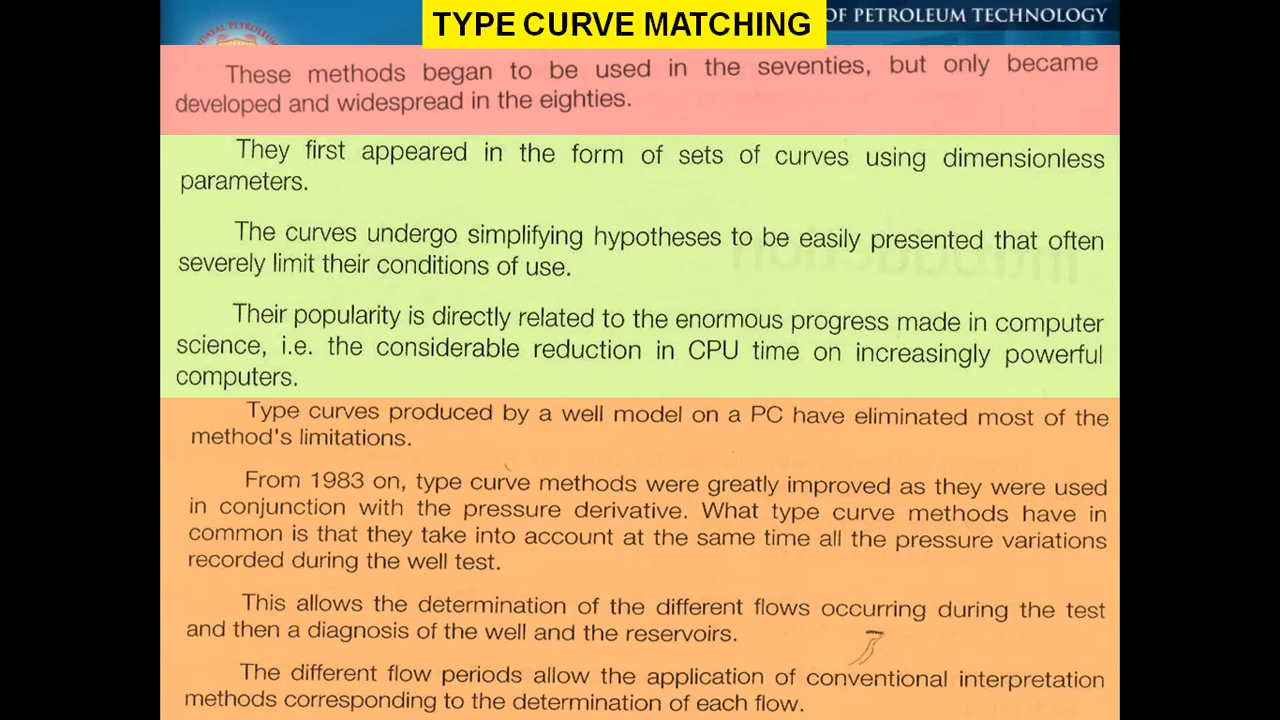 OF PETROLEUM TECHNOLOGY
TYPE CURVE MATCHING
These methods began to be used in the seventies, but only became
developed and widespread in the eighties.
They first appeared in the form of sets of curves using dimensionless
parameters.
The curves undergo simplifying hypotheses to be easily presented that often
severely limit their conditions of use.
Their popularity is directly related to the enormous progress made in computer
science, i.e. the considerable reduction in CPU time on increasingly powerful
computers.
Type curves produced by a well model on a PC have eliminated most of the
method's limitations.
From 1983 on, type curve methods were greatly improved as they were used
in conjunction with the pressure derivative. What type curve methods have in
common is that they take into account at the same time all the pressure variations
recorded during the well test.
This allows the determination of the different flows occurring during the test
and then a diagnosis of the well and the reservoirs.
The different flow periods allow the application of conventional interpretation
methods corresponding to the determination of each flow.